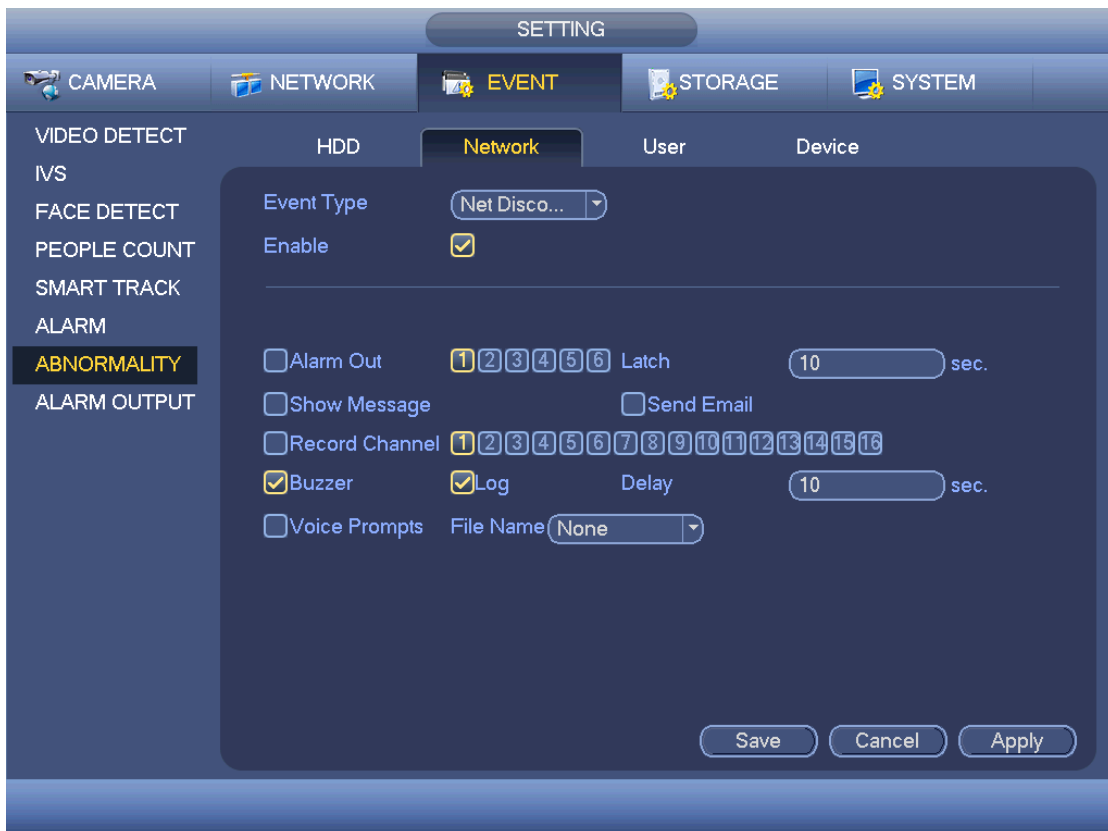 SETTING
CAMERA NETWORK EVENT STORAGE SYSTEM
VIDEO DETECT
IVS
FACE DETECT
PEOPLE COUNT
SMART TRACK
ALARM
ABNORMALITY
ALARM OUTPUT
HDD Network User Device
Event Type Net Disco...
Enable
Alarm Out 1 2 3 4 5 6 Latch 10 sec.
Show Message Send Email
Record Channel 1 2 3 4 5 6 7 8 9 10 11 12 13 14 15 16
Buzzer Log Delay 10 sec.
Voice Prompts File Name None
Save Cancel Apply